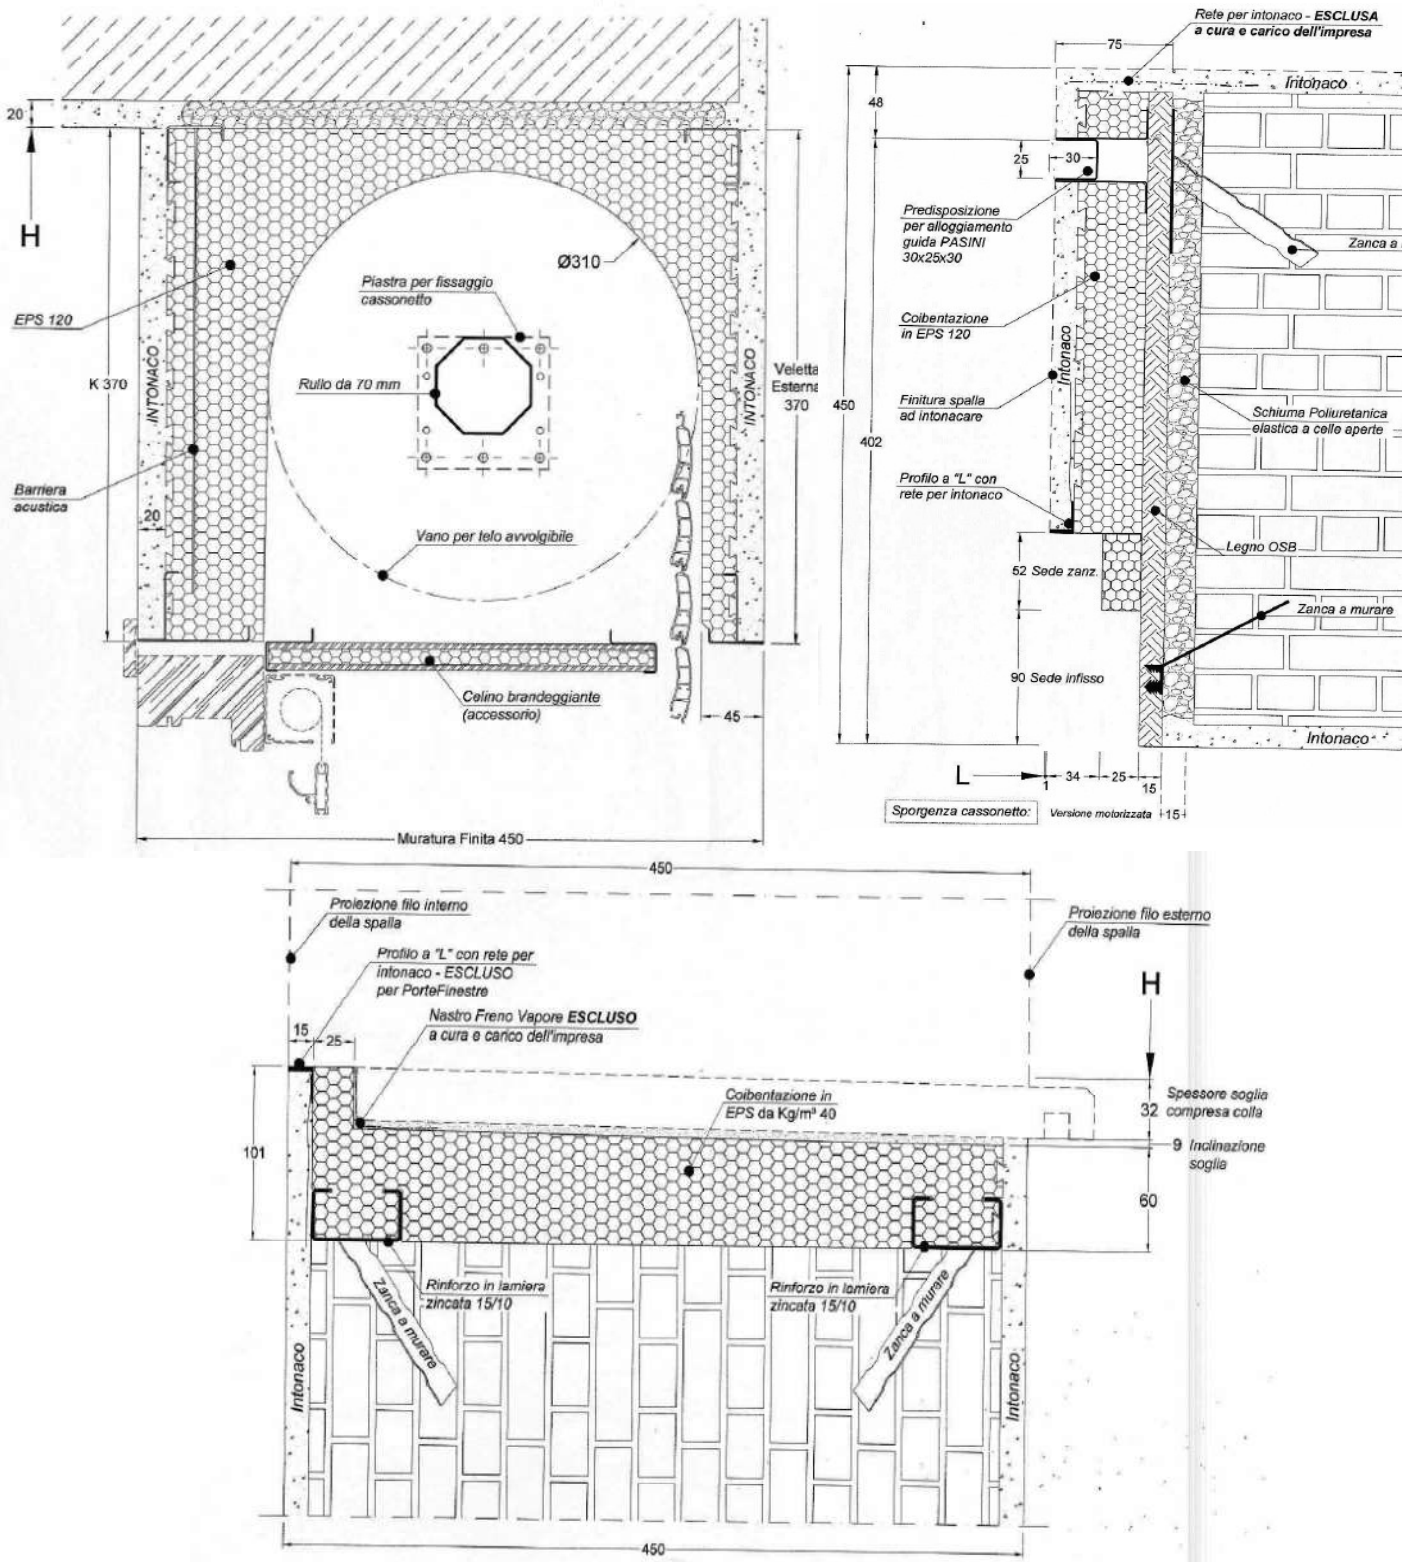 20
H
EPS 120
K 370
INTONACO
Barriera
acustica
20
Ø310
Piastra per fissaggio
cassonetto
Rullo da 70 mm
Vano per telo avvolgibile
Veletta
Esterna
370
INTONACO
Celino brandeggiante
(accessorio)
45
Muratura Finita 450
Rete per intonaco - ESCLUSA
a cura e carico dell'impresa
75
Intonaco
48
25
30
Predisposizione
per alloggiamento
guida PASINI
30x25x30
Zanca a
Coibentazione
in EPS 120
Intonaco
Finitura spalla
ad intonacare
450
402
Schiuma Poliuretanica
elastica a celle aperte
Profilo a "L" con
rete per intonaco
Legno OSB
52 Sede zanz.
Zanca a murare
90 Sede infisso
Intonaco
L
1
34
25
15
Sporgenza cassonetto:
Versione motorizzata
15
450
Proiezione filo interno
della spalla
Proiezione filo esterno
della spalla
Profilo a "L" con rete per
intonaco - ESCLUSO
per PorteFinestre
H
Nastro Freno Vapore ESCLUSO
a cura e carico dell'impresa
15
25
Coibentazione in
EPS da Kg/m³ 40
32
Spessore soglia
compresa colla
101
9 Inclinazione
soglia
60
Rinforzo in lamiera
zincata 15/10
Rinforzo in lamiera
zincata 15/10
Zanca a murare
Zanca a murare
Intonaco
Intonaco
450